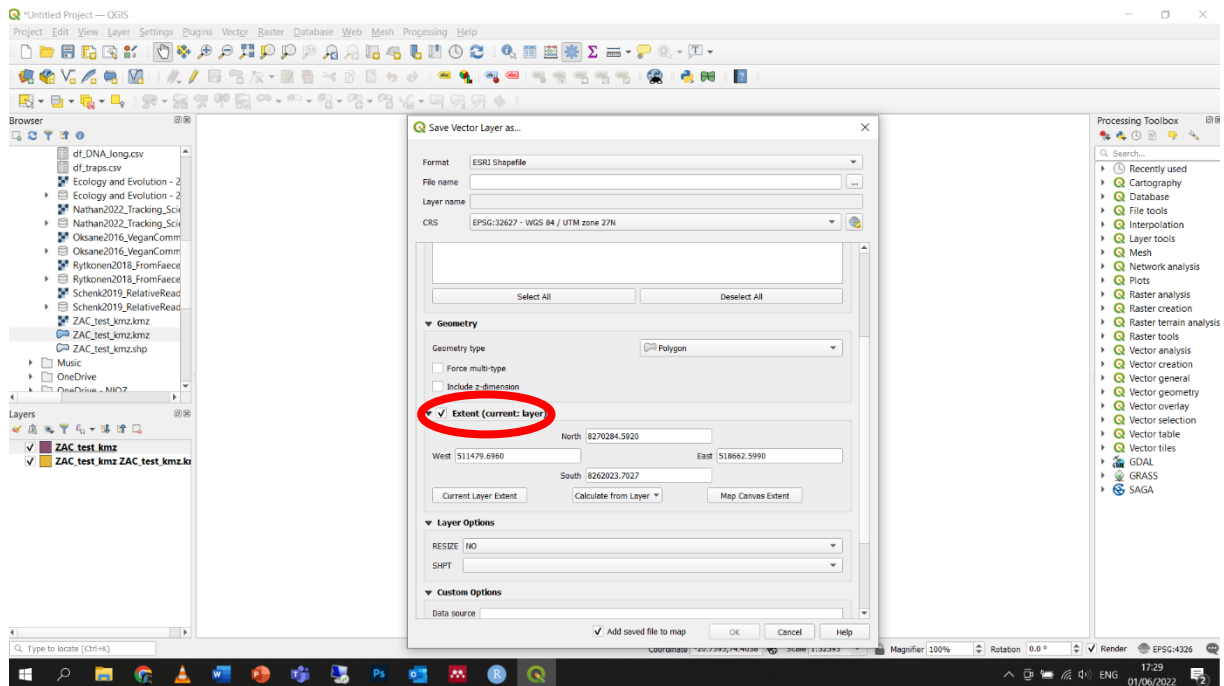 *Untitled Project — QGIS
Project Edit View Layer Settings Plugins Vector Raster Database Web Mesh Processing Help
Browser
df_DNA_long.csv
df_traps.csv
Ecology and Evolution - 2
Ecology and Evolution - 2
Nathan2022_Tracking_Scie
Nathan2022_Tracking_Scie
Oksane2016_VeganComm
Oksane2016_VeganComm
Rytkonen2018_FromFaece
Rytkonen2018_FromFaece
Schenk2019_RelativeRead
Schenk2019_RelativeRead
ZAC_test_kmz.kmz
ZAC_test_kmz.kmz
ZAC_test_kmz.shp
Music
OneDrive
OneDrive - NIOZ
Layers
ZAC_test_kmz
ZAC_test_kmz ZAC_test_kmz.kr
Type to locate (Ctrl+K)
Save Vector Layer as...
Format ESRI Shapefile
File name ...
Layer name
CRS EPSG:32627 - WGS 84 / UTM zone 27N
Select All Deselect All
Geometry
Geometry type Polygon
Force multi-type
Include z-dimension
Extent (current: layer)
North 8270284.5920
West 511479.6960 East 518662.5990
South 8262023.7027
Current Layer Extent Calculate from Layer Map Canvas Extent
Layer Options
RESIZE NO
SHPT
Custom Options
Data source
Add saved file to map OK Cancel Help
Processing Toolbox
Search...
Recently used
Cartography
Database
File tools
Interpolation
Layer tools
Mesh
Network analysis
Plots
Raster analysis
Raster creation
Raster terrain analysis
Raster tools
Vector analysis
Vector creation
Vector general
Vector geometry
Vector overlay
Vector selection
Vector table
Vector tiles
GDAL
GRASS
SAGA
Coordinate Scale Magnifier 100% Rotation 0.0 ° Render EPSG:4326
ENG 17:29
01/06/2022